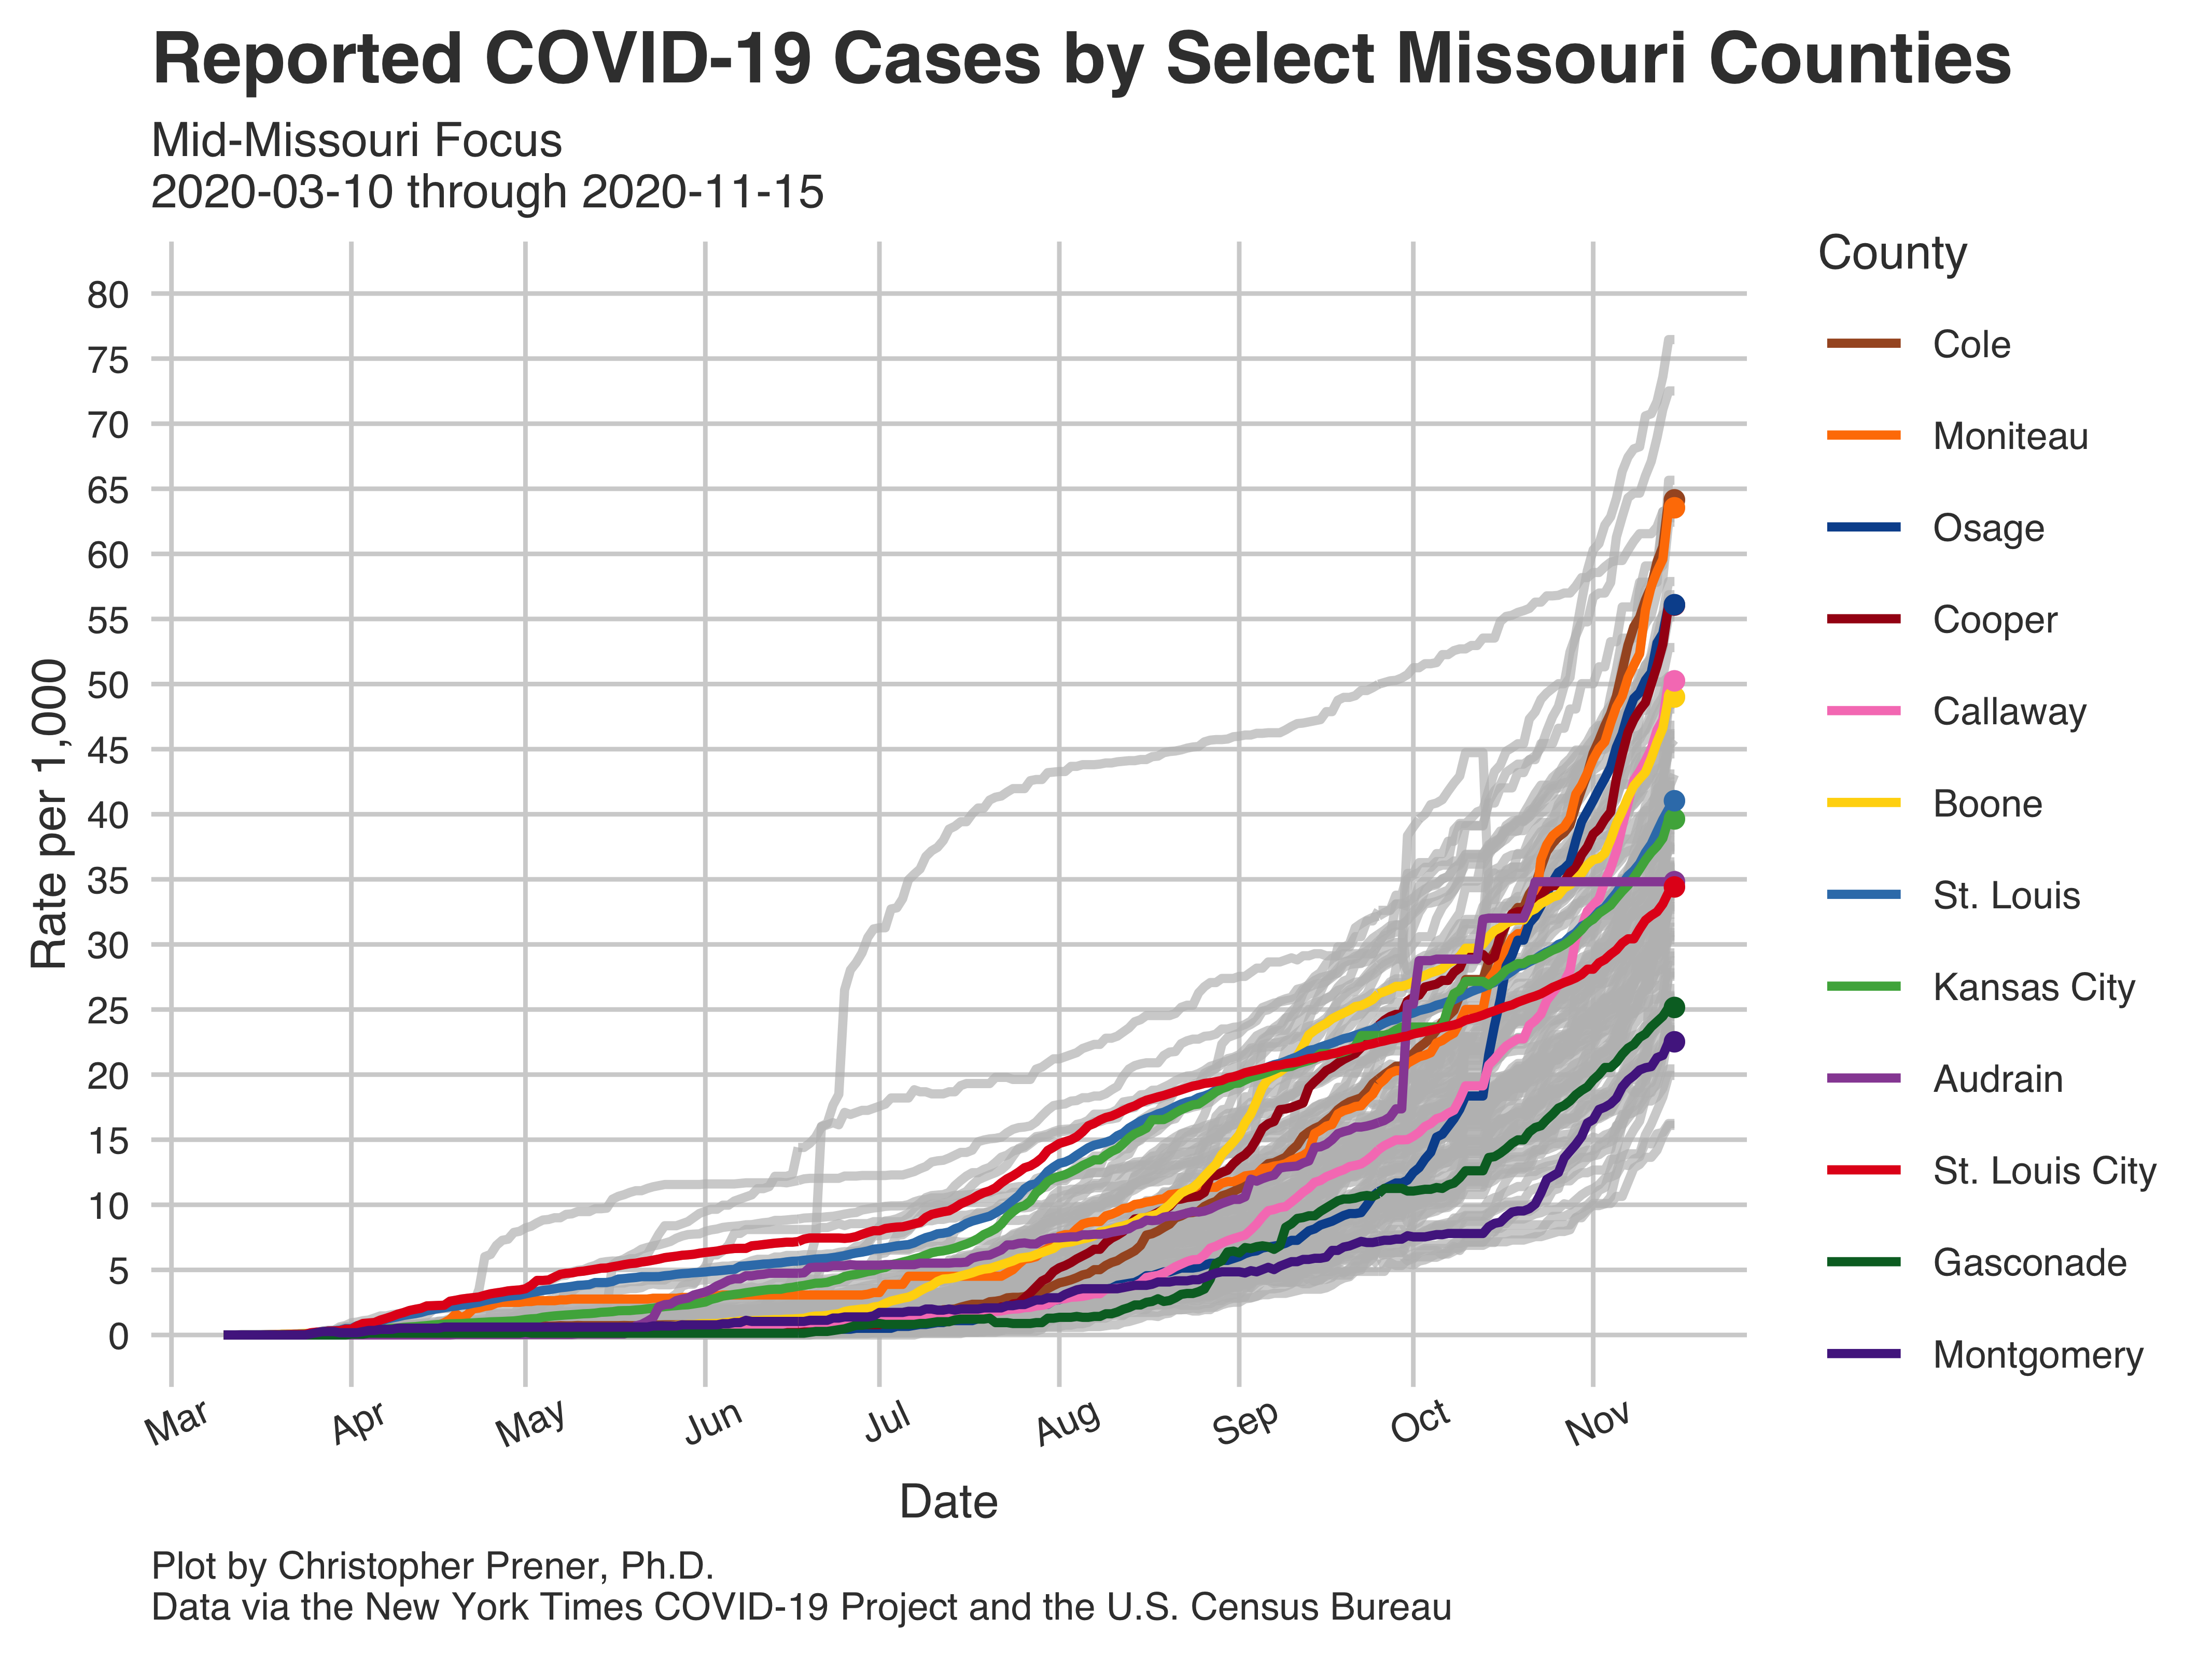 Reported COVID-19 Cases by Select Missouri Counties
Mid-Missouri Focus
2020-03-10 through 2020-11-15
County
Cole
Moniteau
Osage
Cooper
Callaway
Boone
St. Louis
Kansas City
Audrain
St. Louis City
Gasconade
Montgomery
Rate per 1,000
80
75
70
65
60
55
50
45
40
35
30
25
20
15
10
5
0
Mar
Apr
May
Jun
Jul
Aug
Sep
Oct
Nov
Date
Plot by Christopher Prener, Ph.D.
Data via the New York Times COVID-19 Project and the U.S. Census Bureau